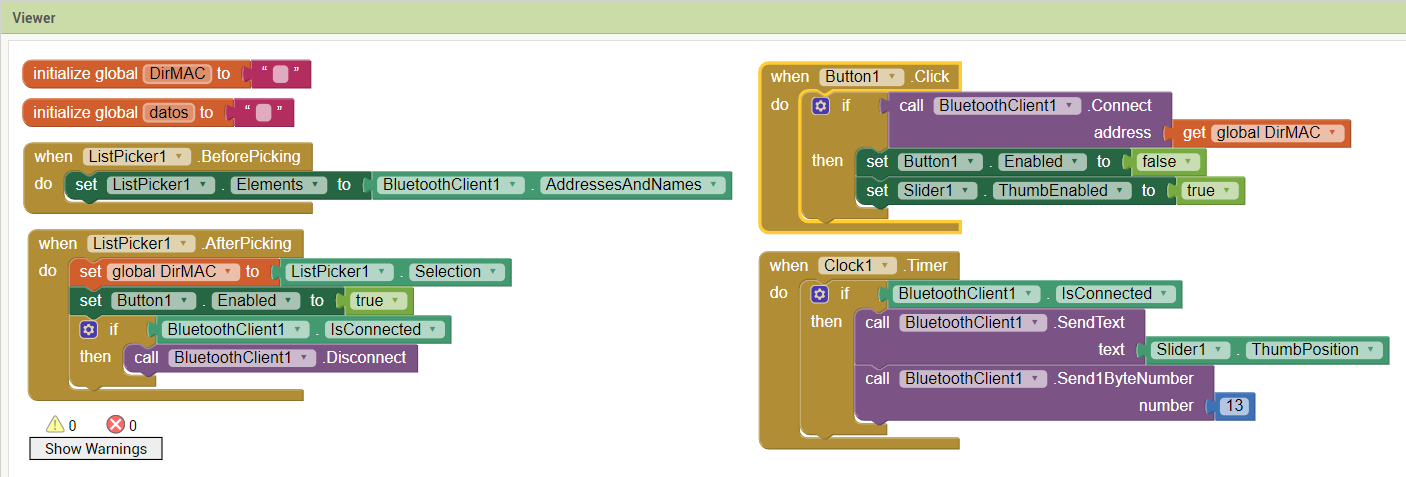 Viewer
initialize global DirMAC to “ ”
initialize global datos to “ ”
when ListPicker1 .BeforePicking
do set ListPicker1 . Elements to BluetoothClient1 . AddressesAndNames
when ListPicker1 .AfterPicking
do set global DirMAC to ListPicker1 . Selection
set Button1 . Enabled to true
if BluetoothClient1 . IsConnected
then call BluetoothClient1 .Disconnect
0 0
Show Warnings
when Button1 .Click
do if call BluetoothClient1 .Connect
address get global DirMAC
then set Button1 . Enabled to false
set Slider1 . ThumbEnabled to true
when Clock1 .Timer
do if BluetoothClient1 . IsConnected
then call BluetoothClient1 .SendText
text Slider1 . ThumbPosition
call BluetoothClient1 .Send1ByteNumber
number 13